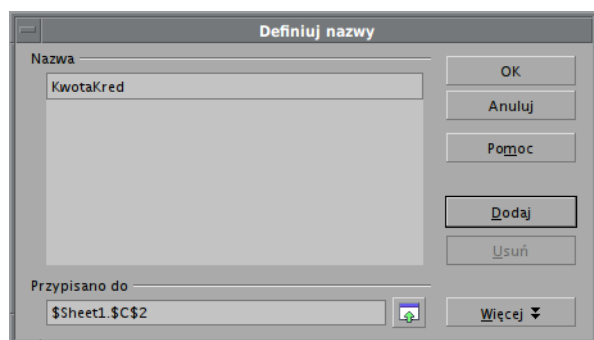 Definiuj nazwy
Nazwa
KwotaKred
OK
Anuluj
Pomoc
Dodaj
Usuń
Przypisano do
$Sheet1.$C$2
Więcej